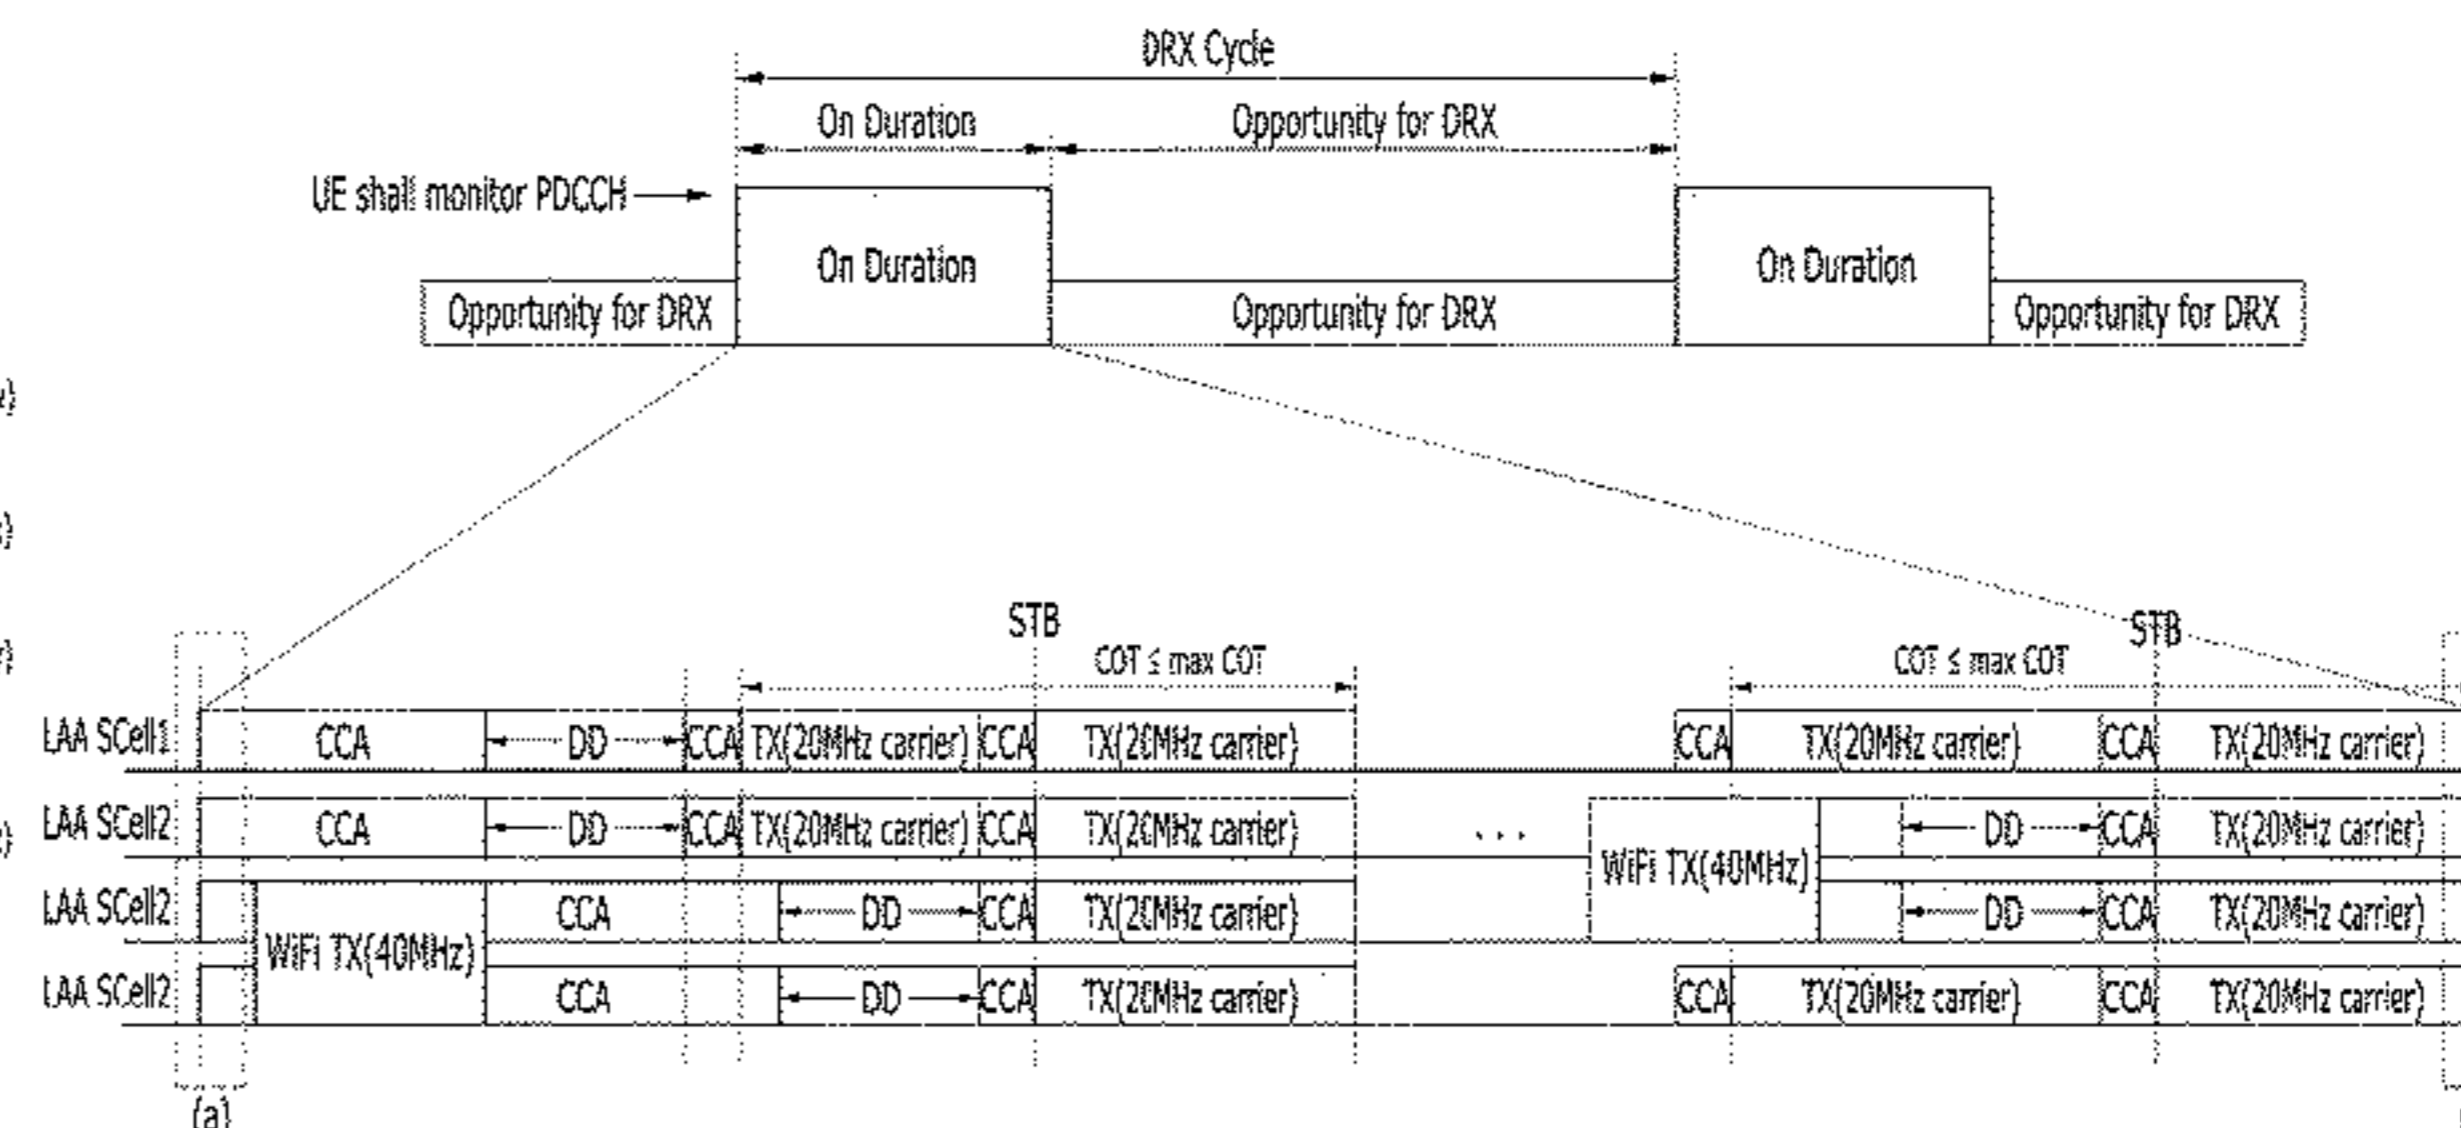 DRX Cycle
On Duration Opportunity for DRX
UE shall monitor PDCCH
On Duration On Duration
Opportunity for DRX Opportunity for DRX Opportunity for DRX
STB STB
COT ≤ max COT COT ≤ max COT
LAA SCell1 CCA DD CCA TX(20MHz carrier) CCA TX(20MHz carrier) CCA TX(20MHz carrier) CCA TX(20MHz carrier)
LAA SCell2 CCA DD CCA TX(20MHz carrier) CCA TX(20MHz carrier) ... DD CCA TX(20MHz carrier)
WiFi TX(40MHz)
LAA SCell2 CCA DD CCA TX(20MHz carrier) DD CCA TX(20MHz carrier)
WiFi TX(40MHz)
LAA SCell2 CCA DD CCA TX(20MHz carrier) CCA TX(20MHz carrier) CCA TX(20MHz carrier)
(a)